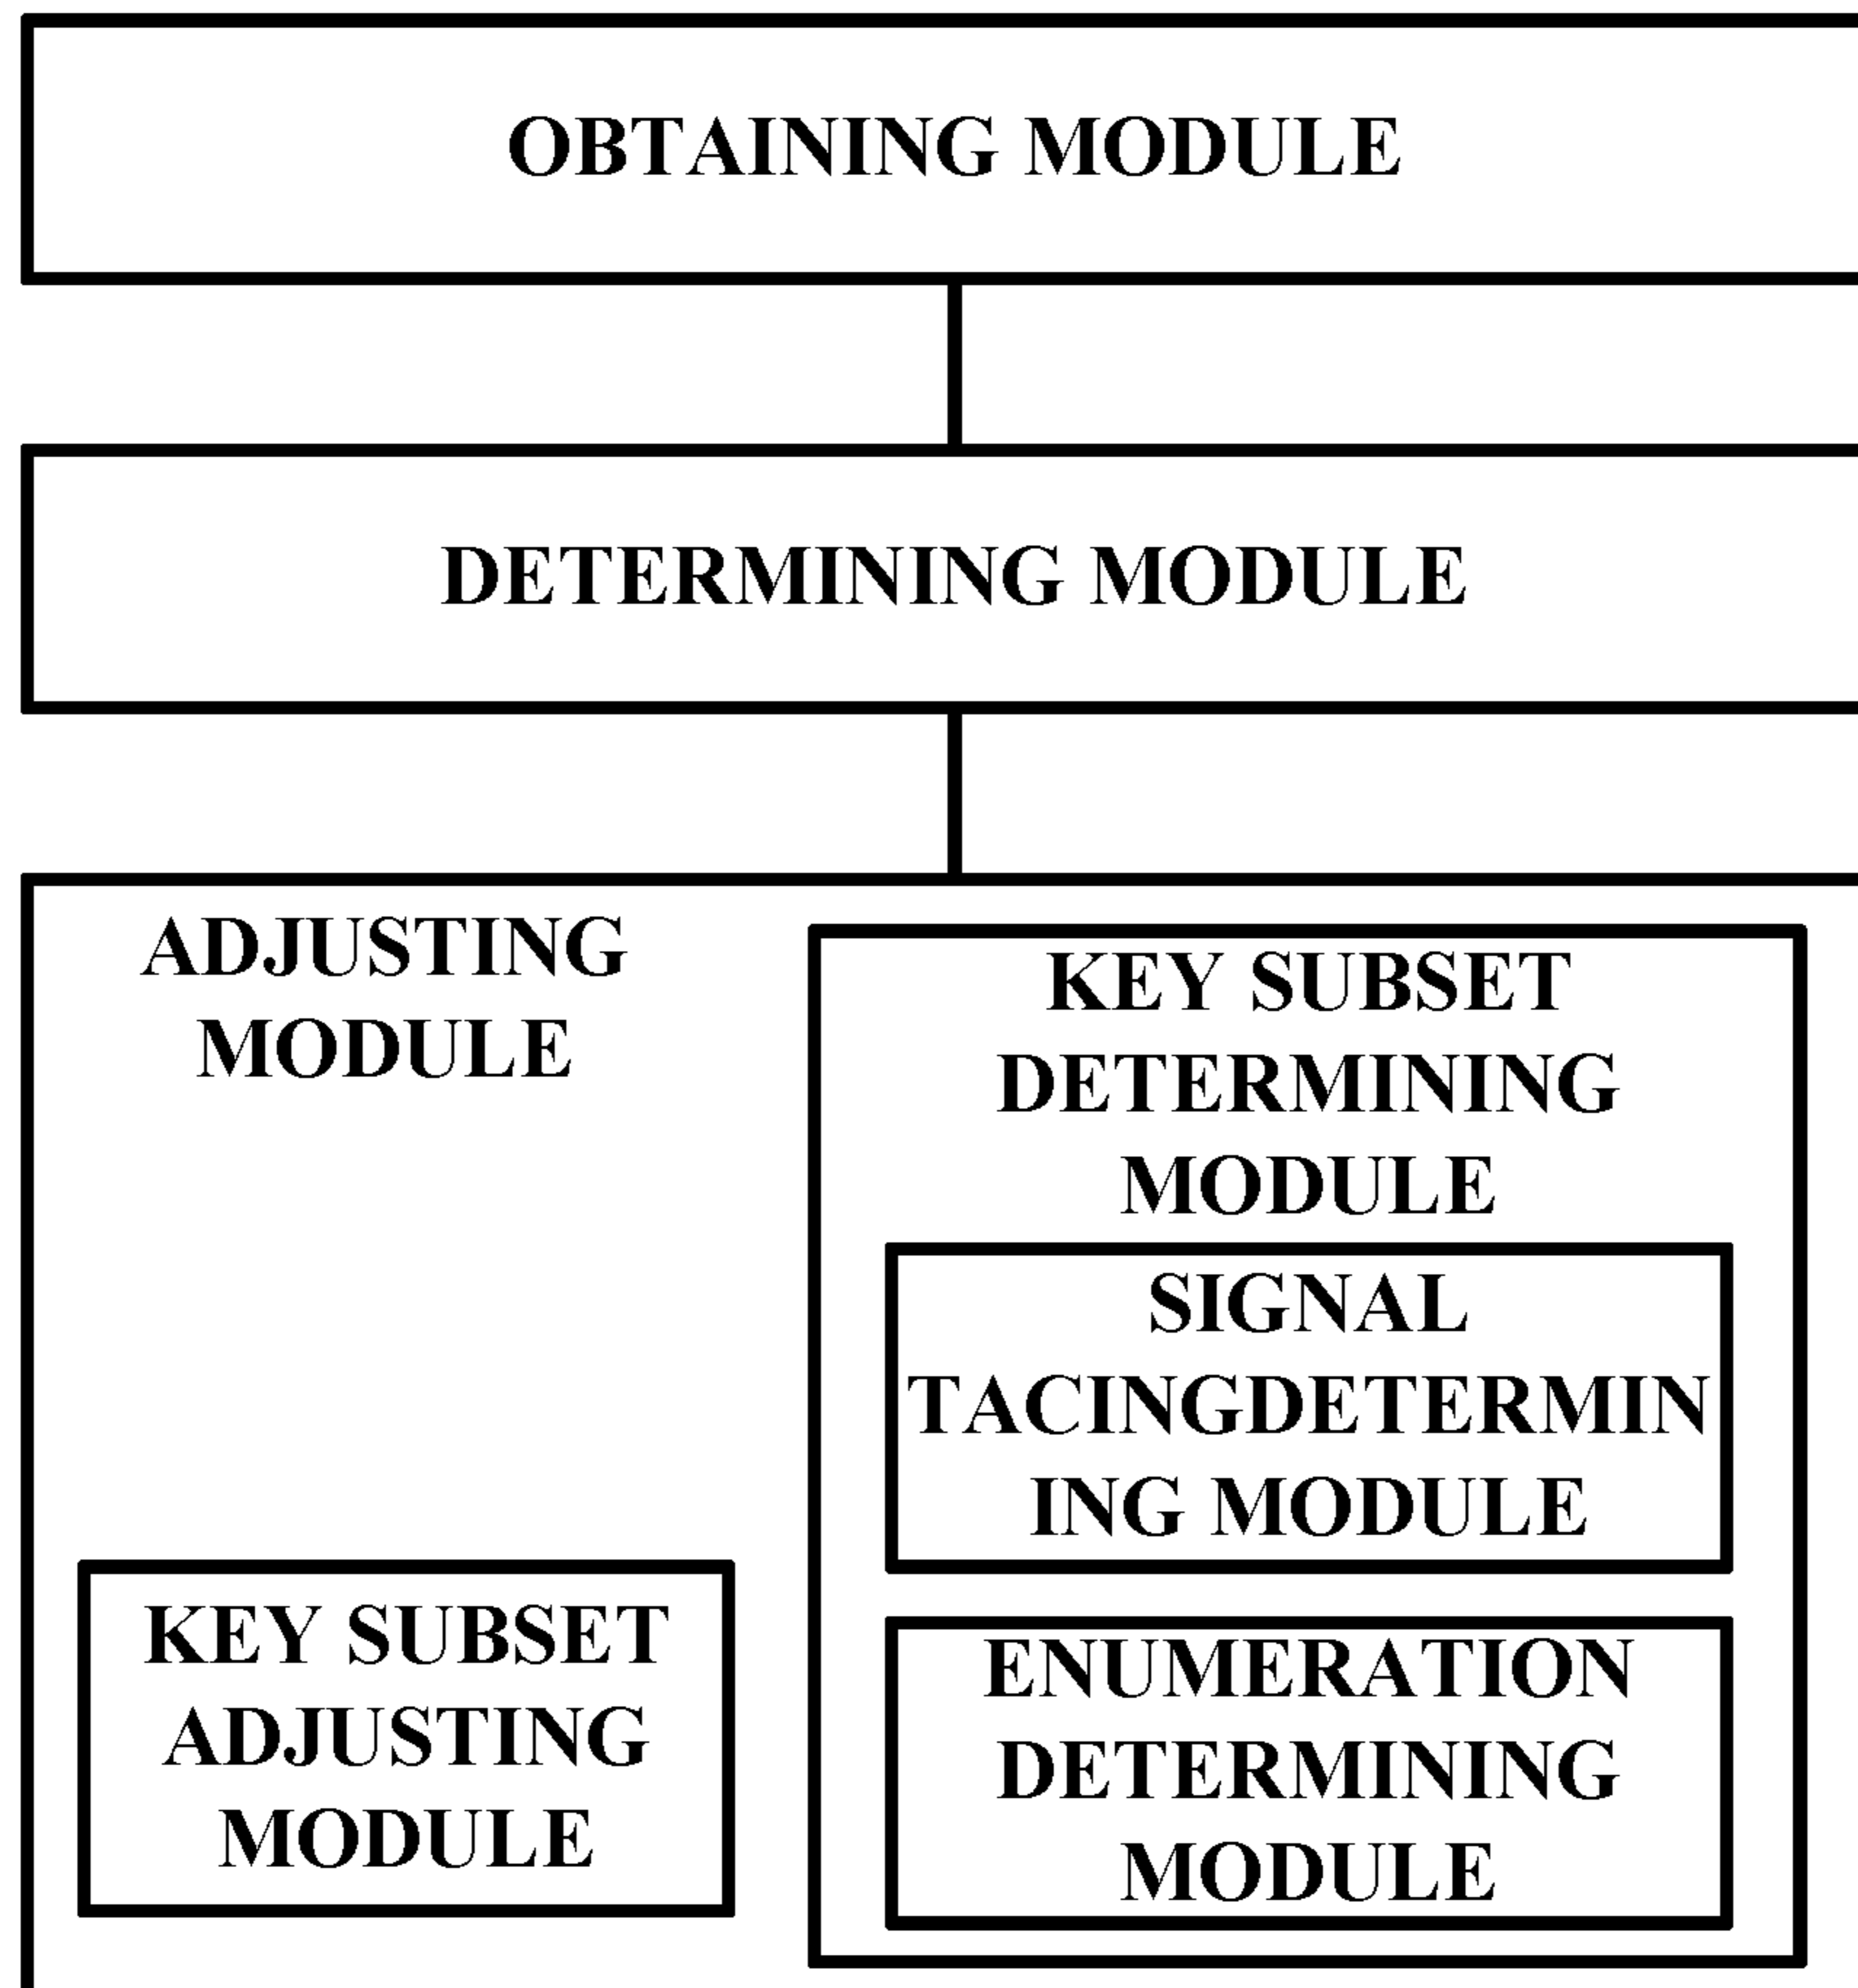 OBTAINING MODULE
DETERMINING MODULE
ADJUSTING
MODULE
KEY SUBSET
DETERMINING
MODULE
SIGNAL
TACINGDETERMIN
ING MODULE
KEY SUBSET
ADJUSTING
MODULE
ENUMERATION
DETERMINING
MODULE